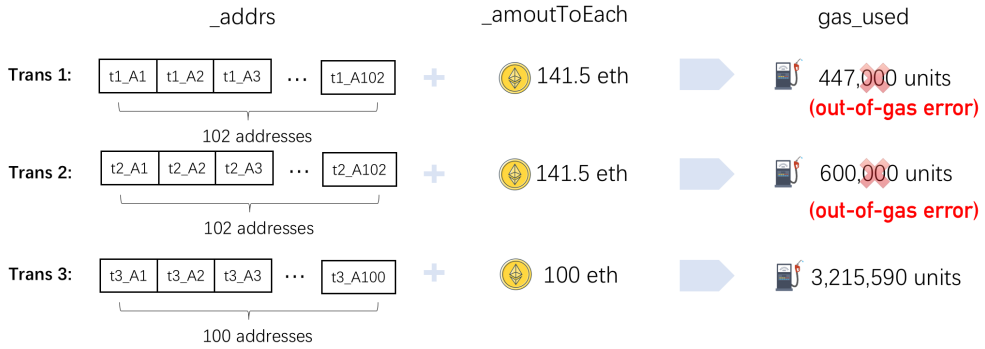 _addrs _amoutToEach gas_used
Trans 1: t1_A1 t1_A2 t1_A3 ... t1_A102 + 141.5 eth 447,000 units
(out-of-gas error)
102 addresses
Trans 2: t2_A1 t2_A2 t2_A3 ... t2_A102 + 141.5 eth 600,000 units
(out-of-gas error)
102 addresses
Trans 3: t3_A1 t3_A2 t3_A3 ... t3_A100 + 100 eth 3,215,590 units
100 addresses